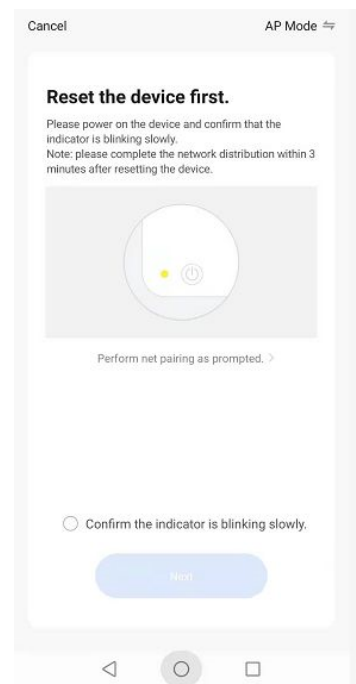 Cancel AP Mode
Reset the device first.
Please power on the device and confirm that the
indicator is blinking slowly.
Note: please complete the network distribution within 3
minutes after resetting the device.
Perform net pairing as prompted.
Confirm the indicator is blinking slowly.
Next